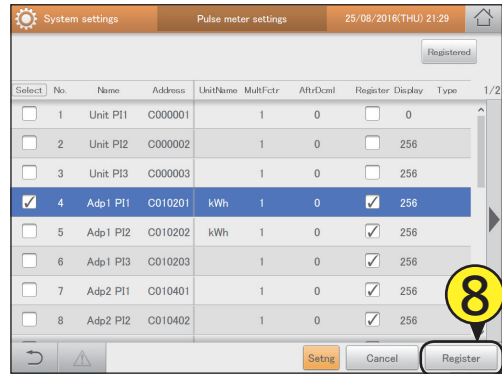 System settings Pulse meter settings 25/08/2016(THU) 21:29
Registered
Select No. Name Address UnitName MultFctr AftrDcml Register Display Type 1/2
1 Unit PI1 C000001 1 0 0
2 Unit PI2 C000002 1 0 256
3 Unit PI3 C000003 1 0 256
4 Adp1 PI1 C010201 kWh 1 0 256
5 Adp1 PI2 C010202 kWh 1 0 256
6 Adp1 PI3 C010203 1 0 256
7 Adp2 PI1 C010401 1 0 256
8 Adp2 PI2 C010402 1 0 256
8
Setng Cancel Register